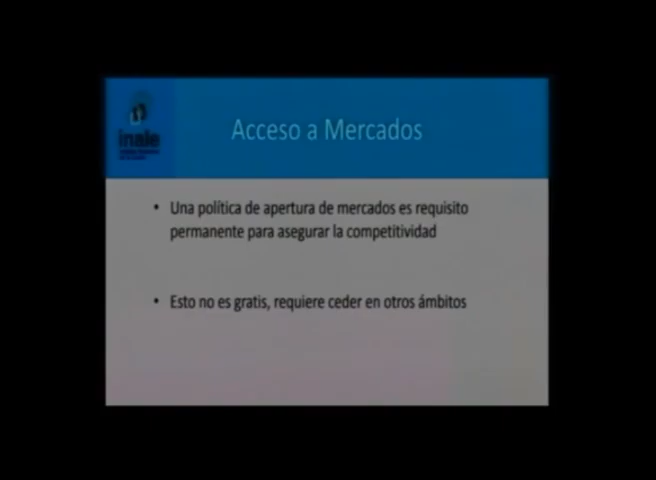 inale
Acceso a Mercados
• Una política de apertura de mercados es requisito
permanente para asegurar la competitividad
• Esto no es gratis, requiere ceder en otros ámbitos